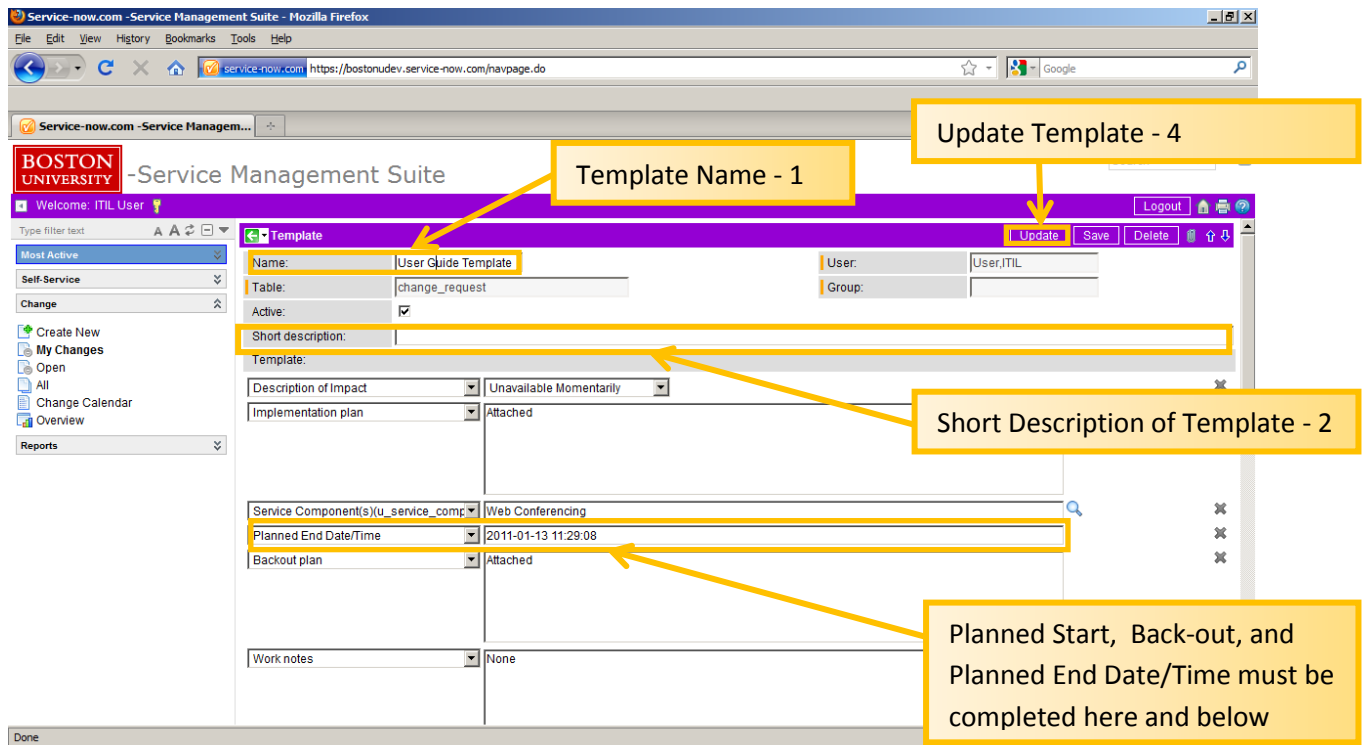 Service-now.com -Service Management Suite - Mozilla Firefox
File Edit View History Bookmarks Tools Help
service-now.com https://bostonudev.service-now.com/navpage.do
Google
Service-now.com -Service Managem...
Update Template - 4
BOSTON
UNIVERSITY
-Service Management Suite
Template Name - 1
Welcome: ITIL User
Logout
Type filter text
A A
Template
Update Save Delete
Most Active
Name: User Guide Template
User: User,ITIL
Self-Service
Table: change_request
Group:
Change
Active:
Create New
Short description:
My Changes
Template:
Open
All
Description of Impact Unavailable Momentarily
Change Calendar
Implementation plan Attached
Short Description of Template - 2
Overview
Reports
Service Component(s)(u_service_comp Web Conferencing
Planned End Date/Time 2011-01-13 11:29:08
Backout plan Attached
Planned Start, Back-out, and
Planned End Date/Time must be
completed here and below
Work notes None
Done